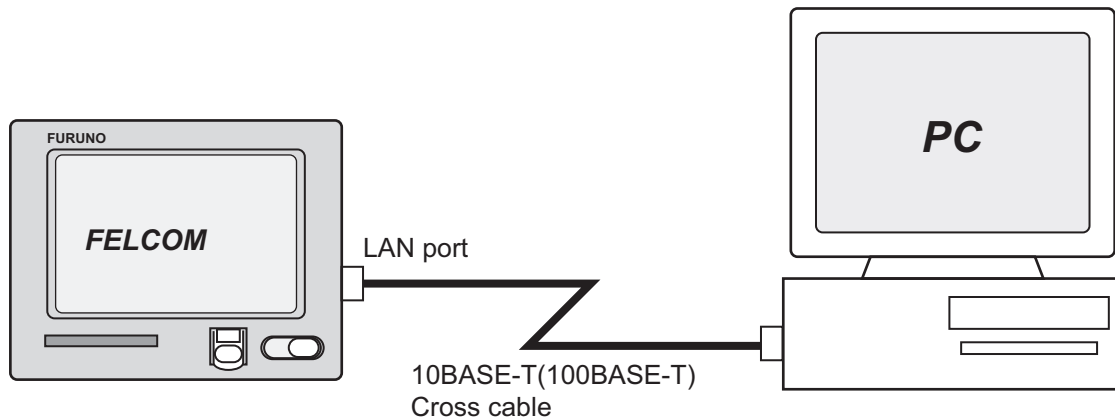 FURUNO
FELCOM
LAN port
PC
10BASE-T(100BASE-T)
Cross cable